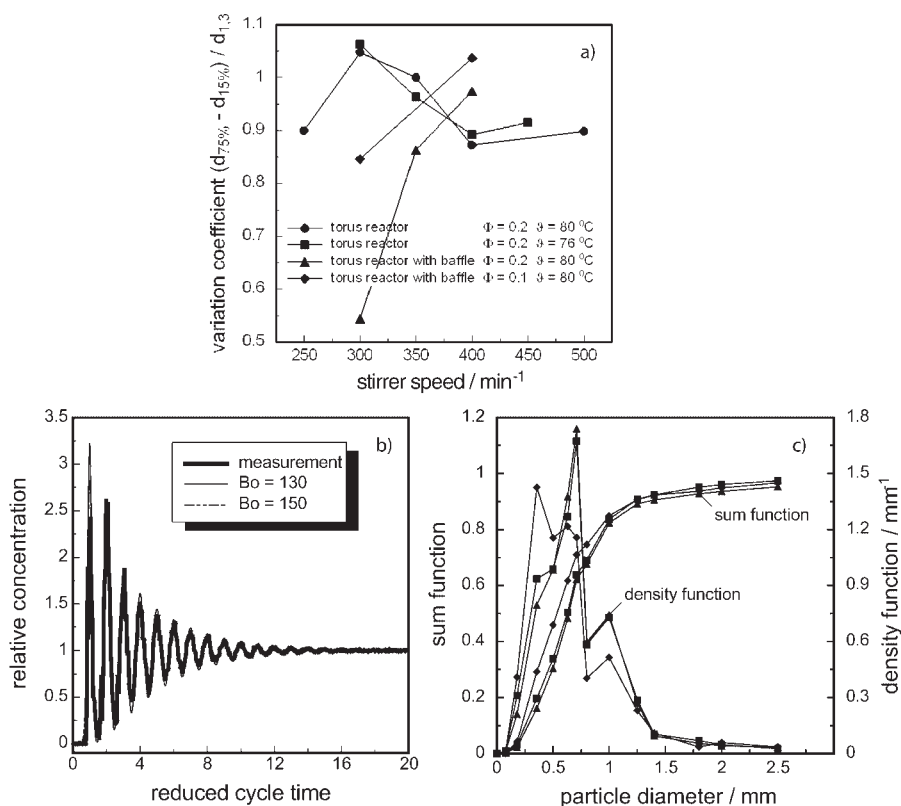 a)
variation coefficient (d75% - d15%) / d1,3
1.1
1
0.9
0.8
0.7
0.6
0.5
torus reactor Φ = 0.2 ϑ = 80 ⁰C
torus reactor Φ = 0.2 ϑ = 76 ⁰C
torus reactor with baffle Φ = 0.2 ϑ = 80 ⁰C
torus reactor with baffle Φ = 0.1 ϑ = 80 ⁰C
250 300 350 400 450 500
stirrer speed / min⁻¹
b)
relative concentration
3.5
3
2.5
2
1.5
1
0.5
0
measurement
Bo = 130
Bo = 150
0 4 8 12 16 20
reduced cycle time
c)
sum function
1.2
1
0.8
0.6
0.4
0.2
0
sum function
density function
1.8
1.5
1.2
0.9
0.6
0.3
0
density function / mm⁻¹
0 0.5 1 1.5 2 2.5 3
particle diameter / mm